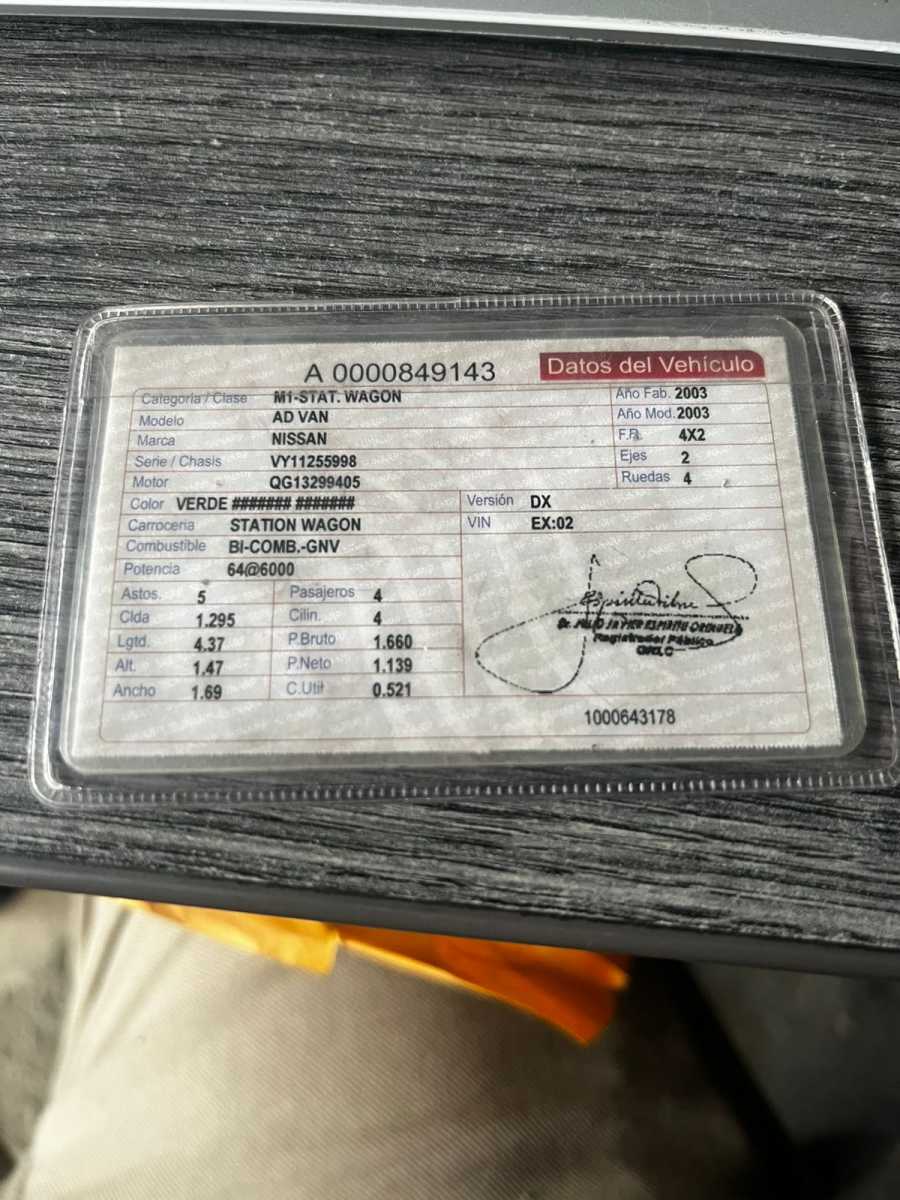 A 0000849143 Datos del Vehículo
Categoría / Clase M1-STAT. WAGON Año Fab. 2003
Modelo AD VAN Año Mod. 2003
Marca NISSAN F.R. 4X2
Serie / Chasis VY11255998 Ejes 2
Motor QG13299405 Ruedas 4
Color VERDE ####### ####### Versión DX
Carroceria STATION WAGON VIN EX:02
Combustible BI-COMB.-GNV
Potencia 64@6000
Astos. 5 Pasajeros 4
Clda 1.295 Cilin. 4
Lgtd. 4.37 P.Bruto 1.660
Alt. 1.47 P.Neto 1.139
Ancho 1.69 C.Util 0.521
JAVIER ESPIRITU
Registrador Público
1000643178